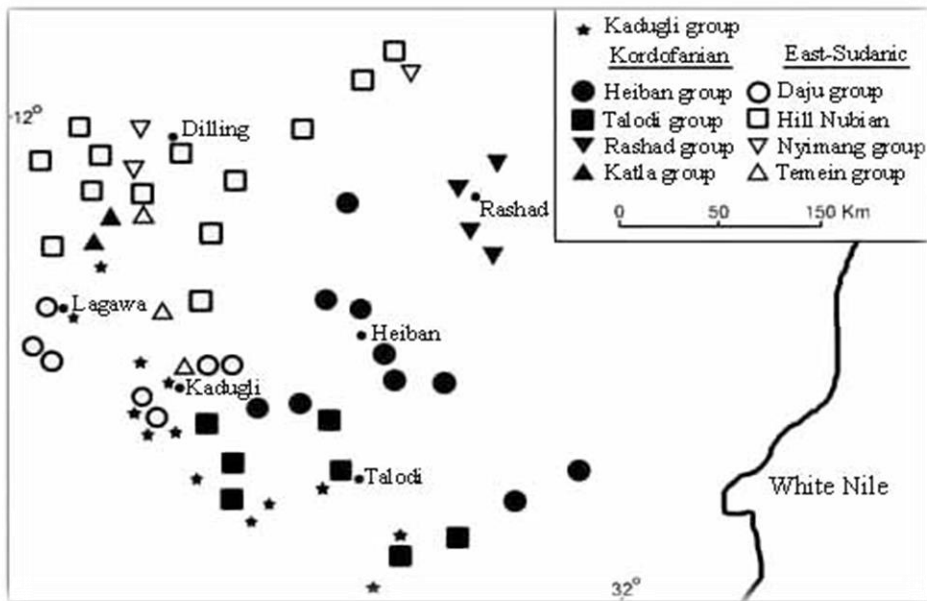 Kadugli group
Kordofanian East-Sudanic
Heiban group Daju group
Talodi group Hill Nubian
Rashad group Nyimang group
Katla group Temein group
0 50 150 Km
12°
Dilling
Rashad
Lagawa
Heiban
Kadugli
Talodi
White Nile
32°